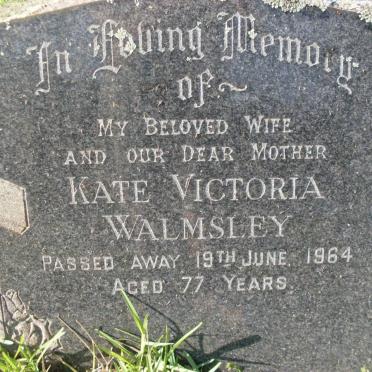 In Loving Memory
of~
My Beloved Wife
and our Dear Mother
Kate Victoria
Walmsley
Passed away 19th June 1964
Aged 77 Years